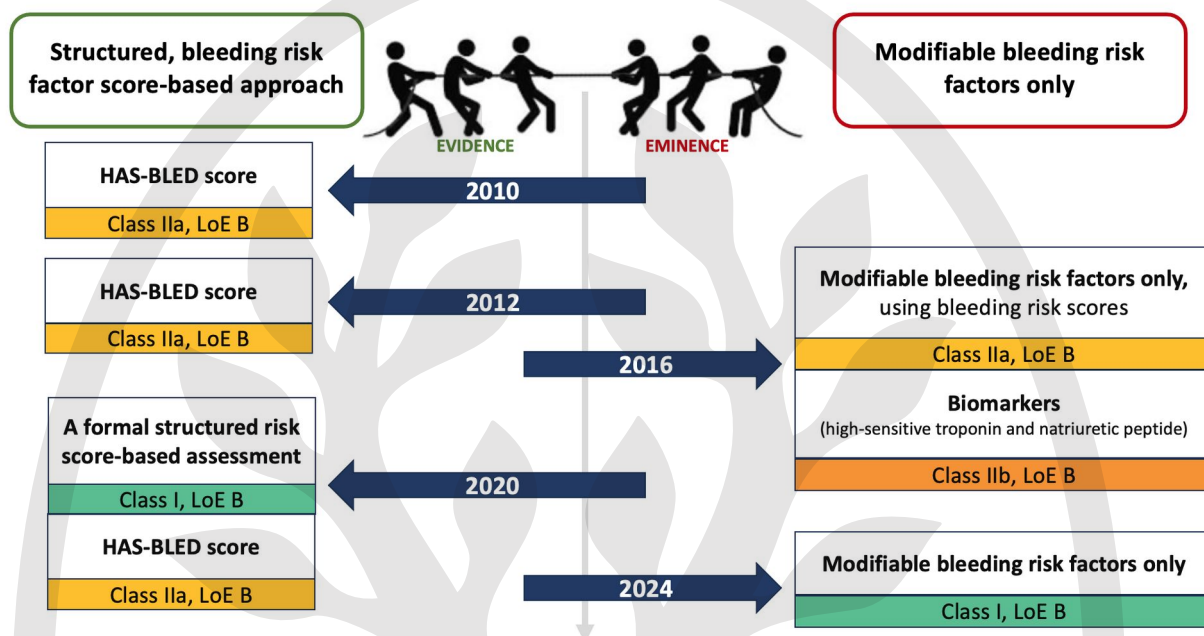 Structured, bleeding risk
factor score-based approach
EVIDENCE
EMINENCE
Modifiable bleeding risk
factors only
HAS-BLED score
Class IIa, LoE B
2010
HAS-BLED score
Class IIa, LoE B
2012
2016
Modifiable bleeding risk factors only,
using bleeding risk scores
Class IIa, LoE B
Biomarkers
(high-sensitive troponin and natriuretic peptide)
Class IIb, LoE B
A formal structured risk
score-based assessment
Class I, LoE B
2020
HAS-BLED score
Class IIa, LoE B
2024
Modifiable bleeding risk factors only
Class I, LoE B